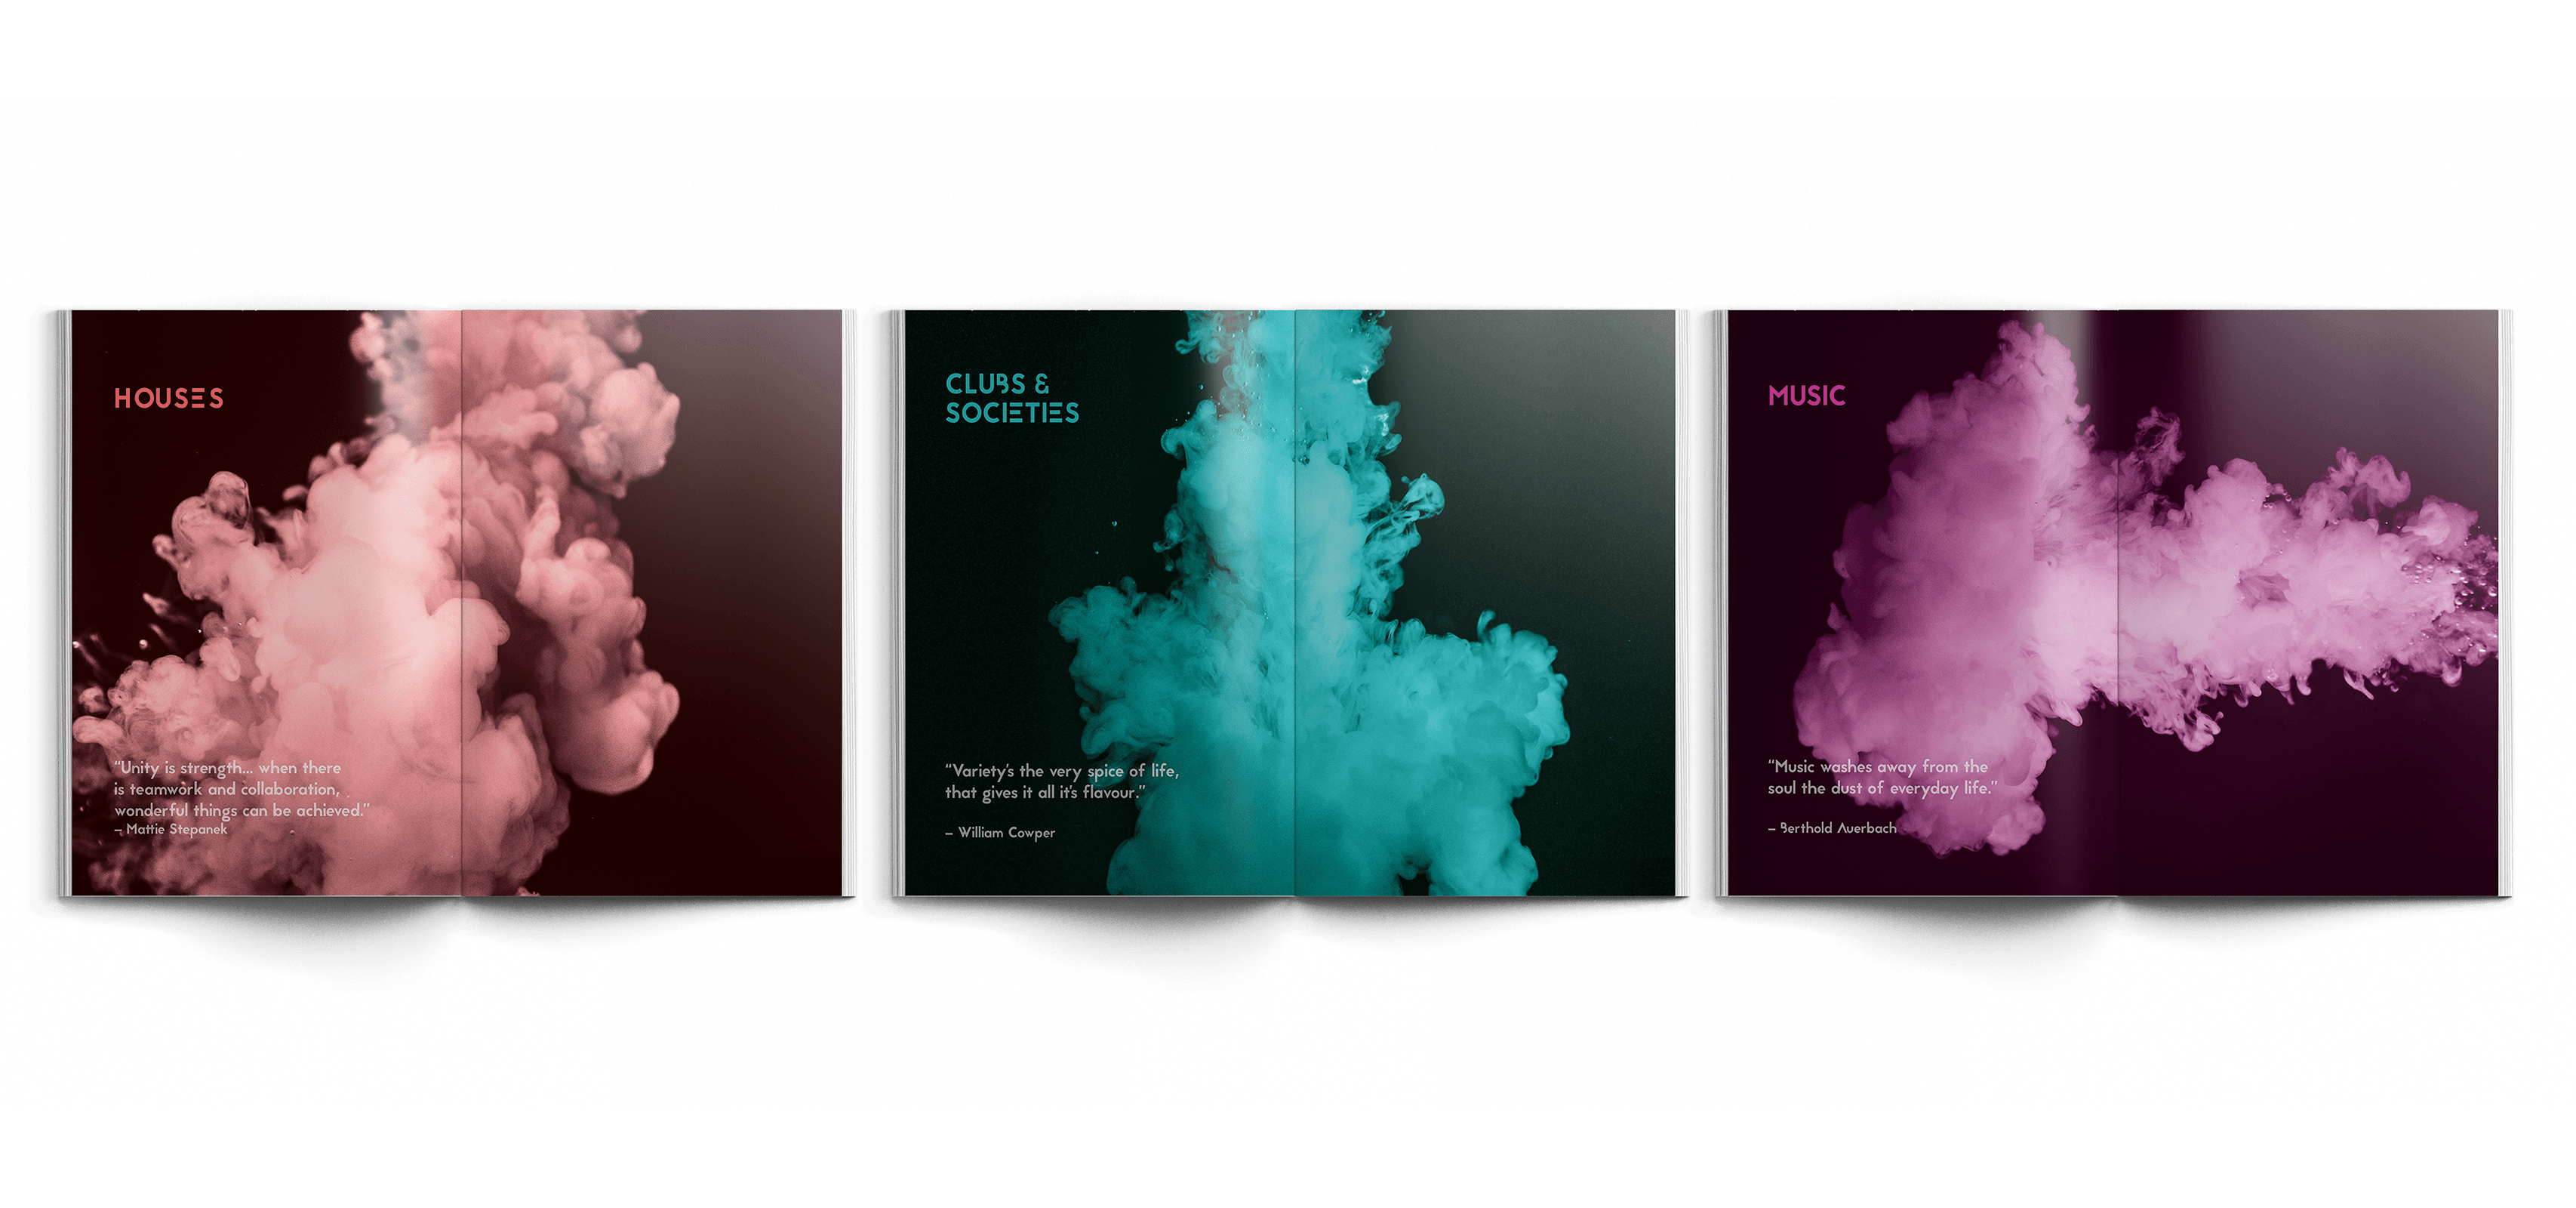 HOUSES
“Unity is strength... when there
is teamwork and collaboration,
wonderful things can be achieved.”
– Mattie Stepanek
CLUBS &
SOCIETIES
“Variety's the very spice of life,
that gives it all it's flavour.”
– William Cowper
MUSIC
“Music washes away from the
soul the dust of everyday life.”
– Berthold Auerbach